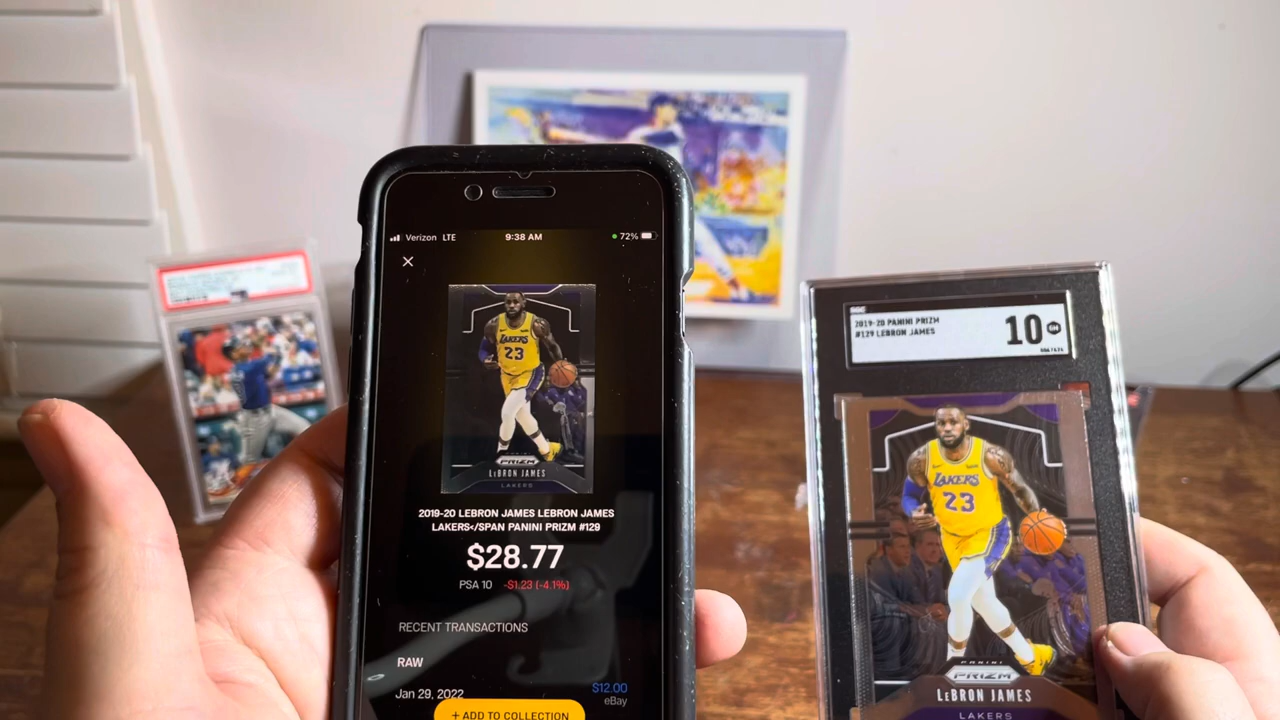 Verizon LTE
9:38 AM
72%
LAKERS
23
PRIZM
LEBRON JAMES
LAKERS
2019-20 LEBRON JAMES LEBRON JAMES
LAKERS</SPAN PANINI PRIZM #129
$28.77
PSA 10 -$1.23 (-4.1%)
RECENT TRANSACTIONS
RAW
Jan 29, 2022
$12.00
eBay
+ ADD TO COLLECTION
SGC
2019-20 PANINI PRIZM
#129 LEBRON JAMES
10 GM
LAKERS
23
PANINI
PRIZM
LEBRON JAMES
LAKERS